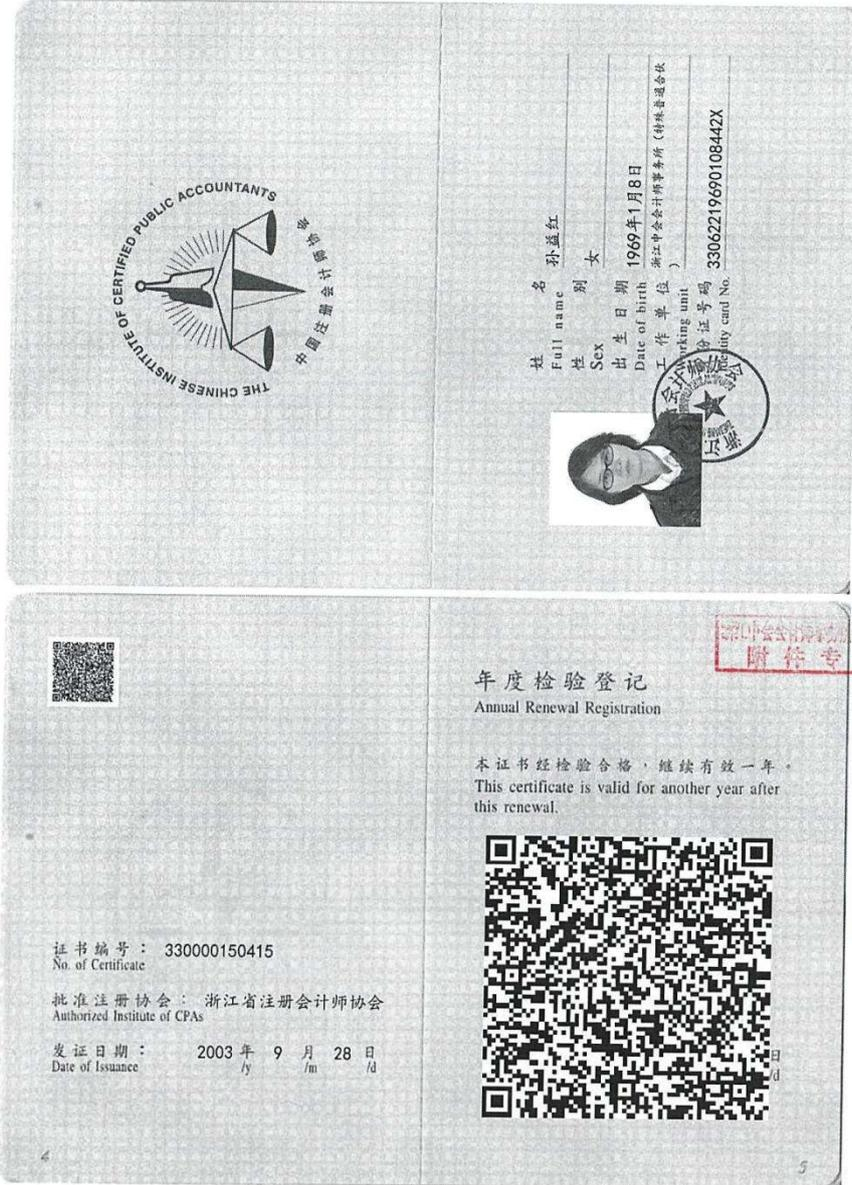 THE CHINESE INSTITUTE OF CERTIFIED PUBLIC ACCOUNTANTS
中国注册会计师协会
姓 名 孙益红
Full name
性 别 女
Sex
出生日期 1969年1月8日
Date of birth
工作单位 浙江中会会计师事务所（特殊普通合伙
）
Working unit
身份证号码 33062219690108442X
Identity card No.
年度检验登记
Annual Renewal Registration
本证书经检验合格，继续有效一年。
This certificate is valid for another year after
this renewal.
日
/d
附件专
证书编号： 330000150415
No. of Certificate
批准注册协会： 浙江省注册会计师协会
Authorized Institute of CPAs
发证日期： 2003 年 9 月 28 日
Date of Issuance /y /m /d
4
5